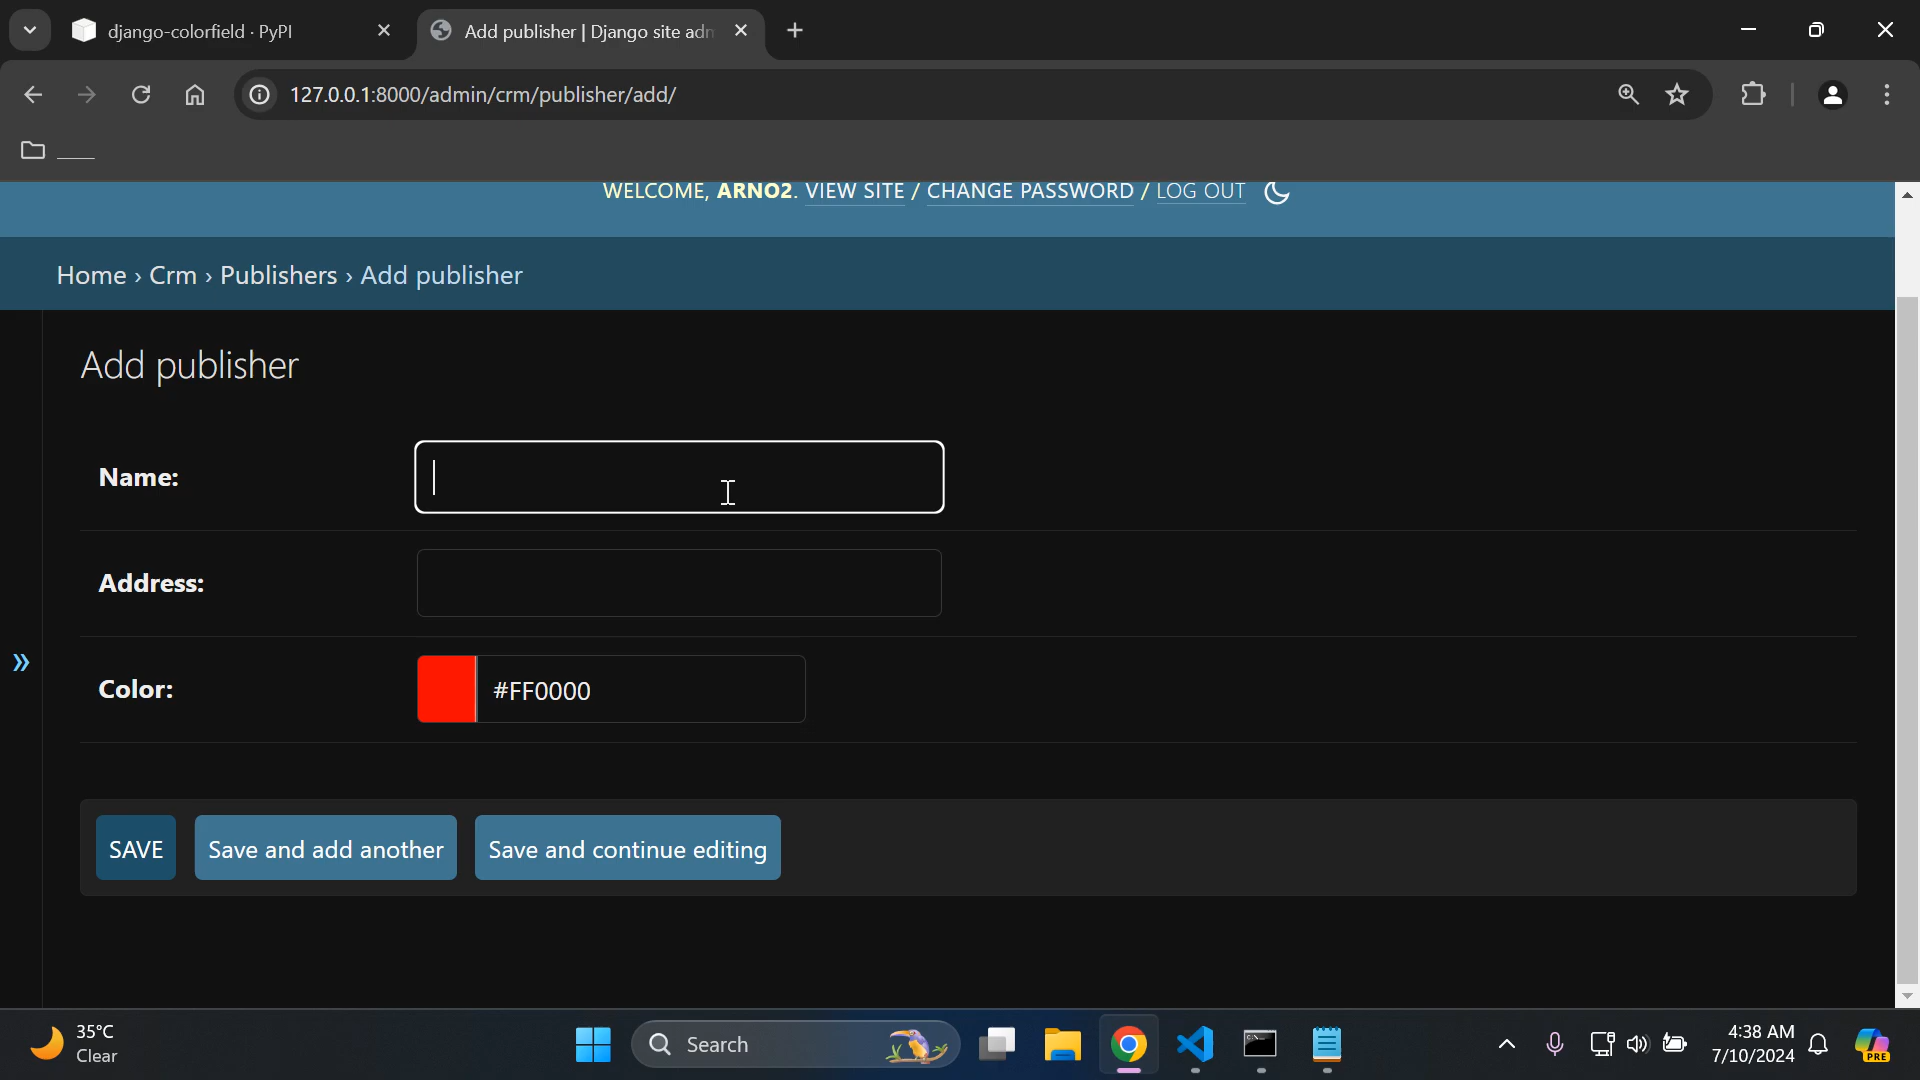 django-colorfield · PyPI
Add publisher | Django site adn
127.0.0.1:8000/admin/crm/publisher/add/
WELCOME, ARNO2. VIEW SITE / CHANGE PASSWORD / LOG OUT
Home › Crm › Publishers › Add publisher
Add publisher
Name:
Address:
Color:
#FF0000
SAVE
Save and add another
Save and continue editing
35°C
Clear
Search
4:38 AM
7/10/2024
PRE